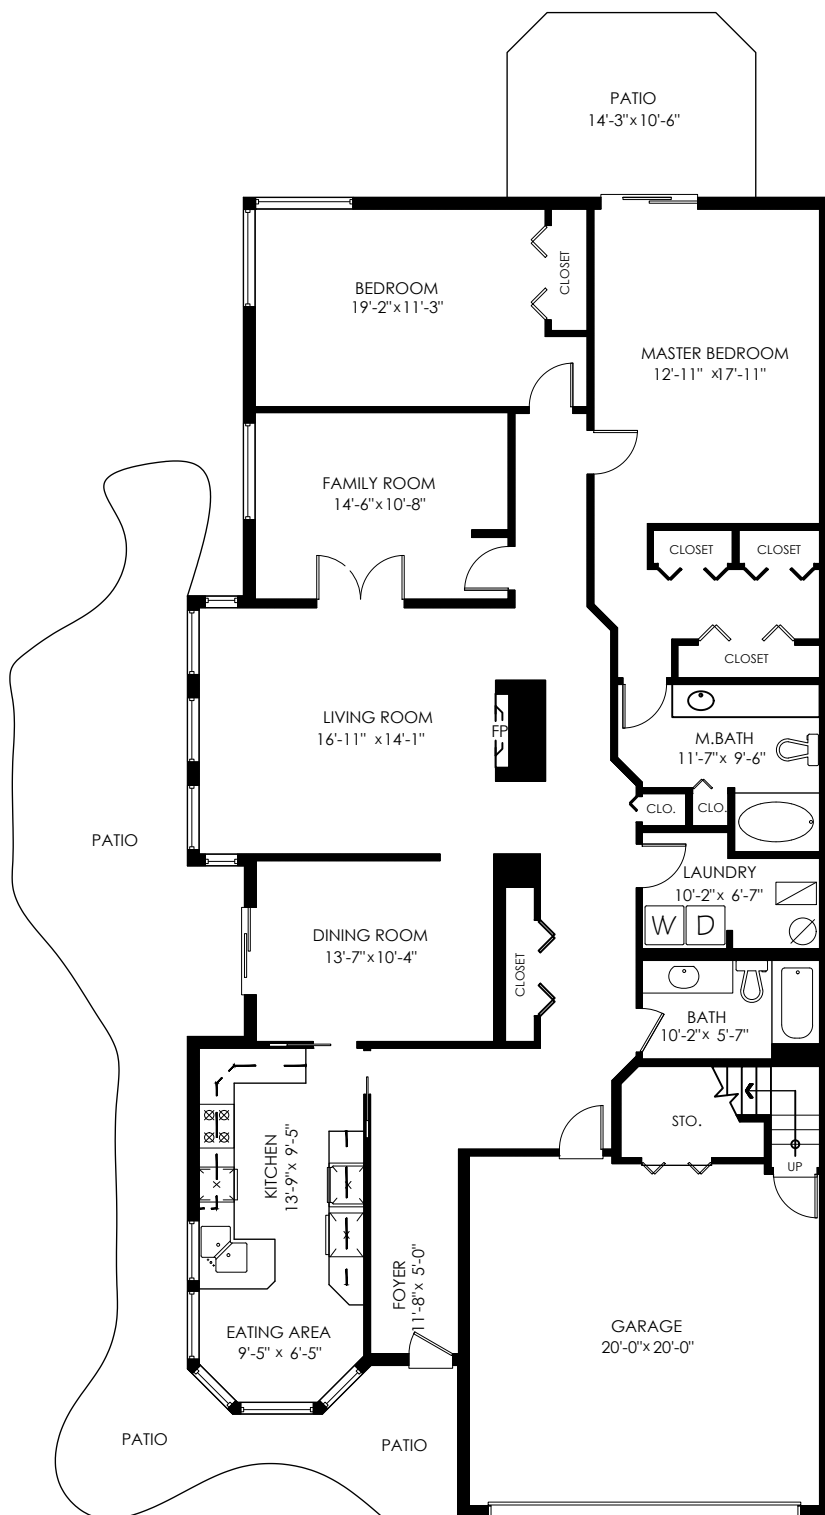 PATIO
14'-3"x10'-6"
BEDROOM
19'-2"x11'-3"
CLOSET
MASTER BEDROOM
12'-11" x17'-11"
FAMILY ROOM
14'-6"x10'-8"
CLOSET
CLOSET
CLOSET
LIVING ROOM
16'-11" x14'-1"
FP
M.BATH
11'-7"x 9'-6"
CLO.
CLO.
PATIO
LAUNDRY
10'-2"x 6'-7"
W D
DINING ROOM
13'-7"x10'-4"
CLOSET
BATH
10'-2"x 5'-7"
STO.
UP
KITCHEN
13'-9"x 9'-5"
FOYER
11'-8"x 5'-0"
EATING AREA
9'-5" x 6'-5"
GARAGE
20'-0"x20'-0"
PATIO
PATIO